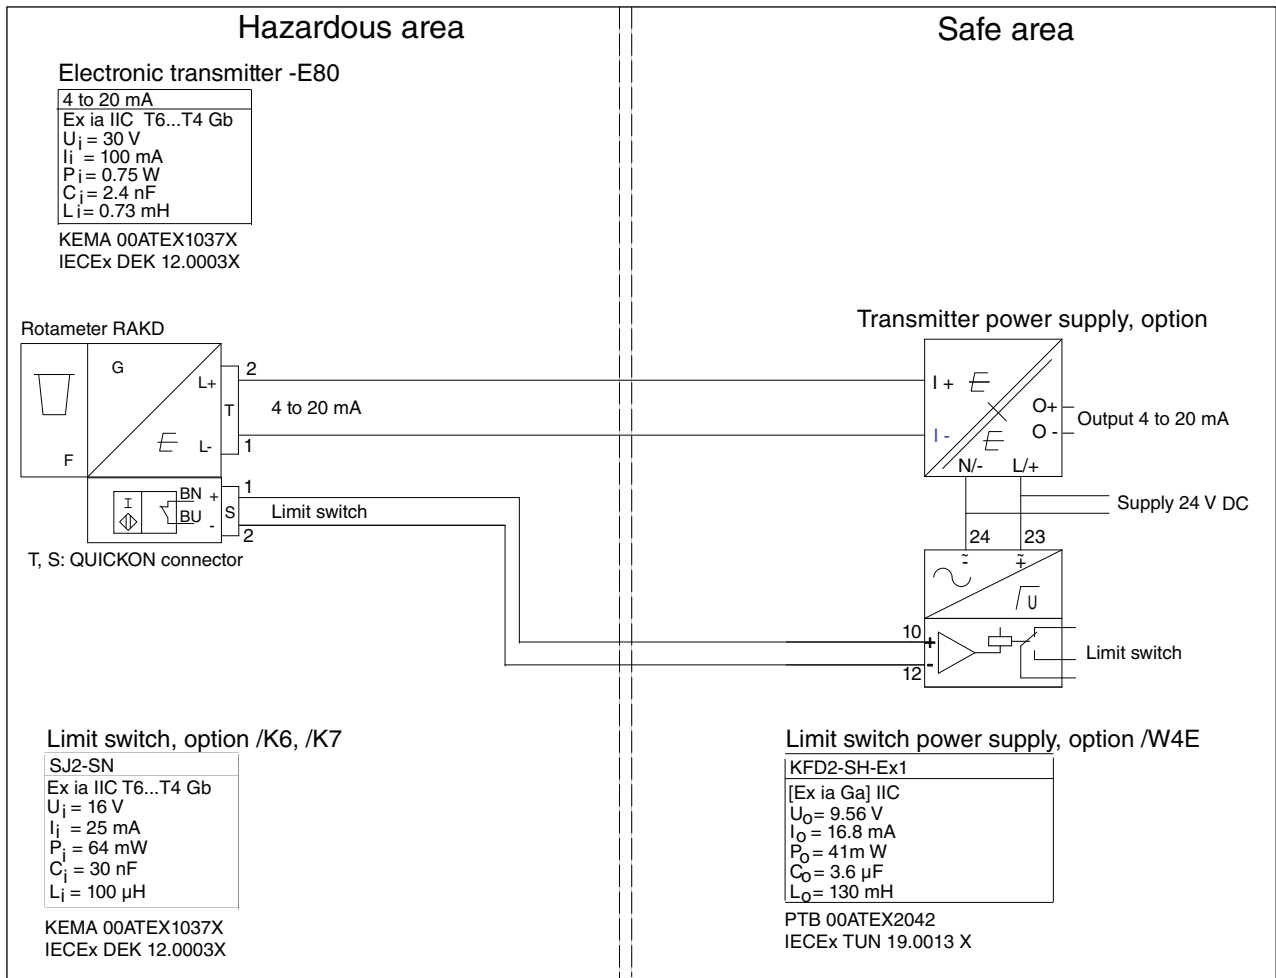 Hazardous area
Safe area
Electronic transmitter -E80
4 to 20 mA
Ex ia IIC T6...T4 Gb
Ui = 30 V
Ii = 100 mA
Pi = 0.75 W
Ci = 2.4 nF
Li = 0.73 mH
KEMA 00ATEX1037X
IECEx DEK 12.0003X
Rotameter RAKD
G
F
L+
L-
T
2
1
4 to 20 mA
I
BN +
BU -
S
1
2
Limit switch
T, S: QUICKON connector
Transmitter power supply, option
I +
I -
O+
O -
Output 4 to 20 mA
N/- L/+
Supply 24 V DC
24 23
~ ~
- +
U
10
+
-
12
Limit switch
Limit switch, option /K6, /K7
SJ2-SN
Ex ia IIC T6...T4 Gb
Ui = 16 V
Ii = 25 mA
Pi = 64 mW
Ci = 30 nF
Li = 100 µH
KEMA 00ATEX1037X
IECEx DEK 12.0003X
Limit switch power supply, option /W4E
KFD2-SH-Ex1
[Ex ia Ga] IIC
Uo = 9.56 V
Io = 16.8 mA
Po = 41m W
Co = 3.6 µF
Lo = 130 mH
PTB 00ATEX2042
IECEx TUN 19.0013 X